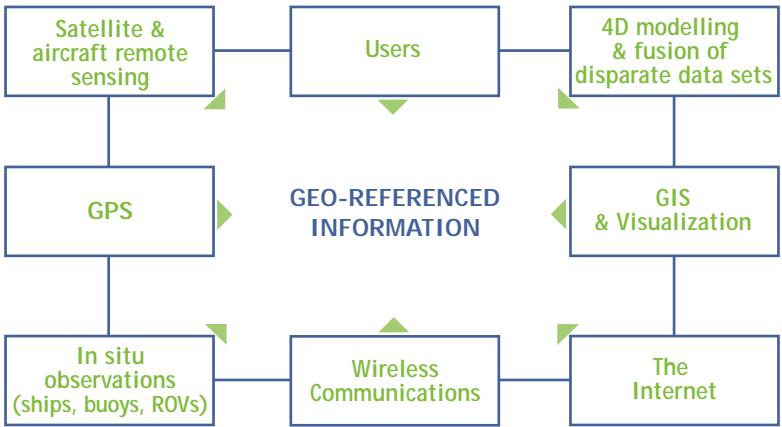 Satellite &
aircraft remote
sensing
Users
4D modelling
& fusion of
disparate data sets
GPS
GEO-REFERENCED
INFORMATION
GIS
& Visualization
In situ
observations
(ships, buoys, ROVs)
Wireless
Communications
The
Internet